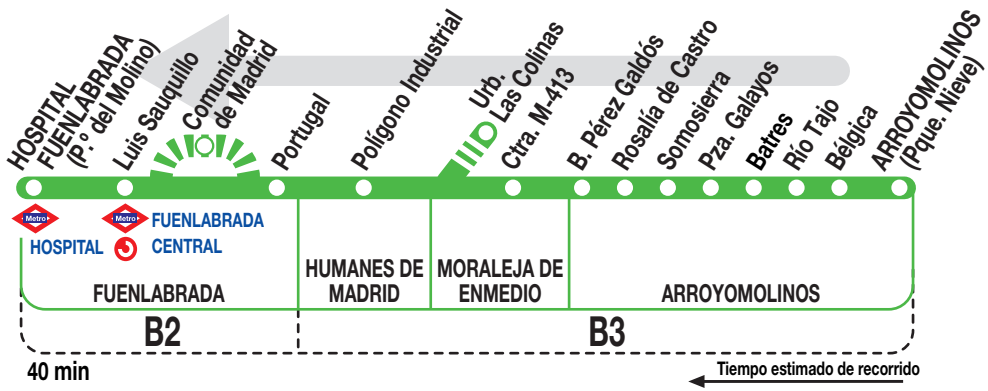 HOSPITAL
FUENLABRADA
(P.º del Molino)
Luis Sauquillo
Comunidad
de Madrid
Portugal
Polígono Industrial
Urb.
Las Colinas
Ctra. M-413
B. Pérez Galdós
Rosalía de Castro
Somosierra
Pza. Galayos
Batres
Río Tajo
Bélgica
ARROYOMOLINOS
(Pque. Nieve)
Metro
HOSPITAL
Metro
FUENLABRADA
CENTRAL
FUENLABRADA
HUMANES DE
MADRID
MORALEJA DE
ENMEDIO
ARROYOMOLINOS
B2
B3
40 min
Tiempo estimado de recorrido